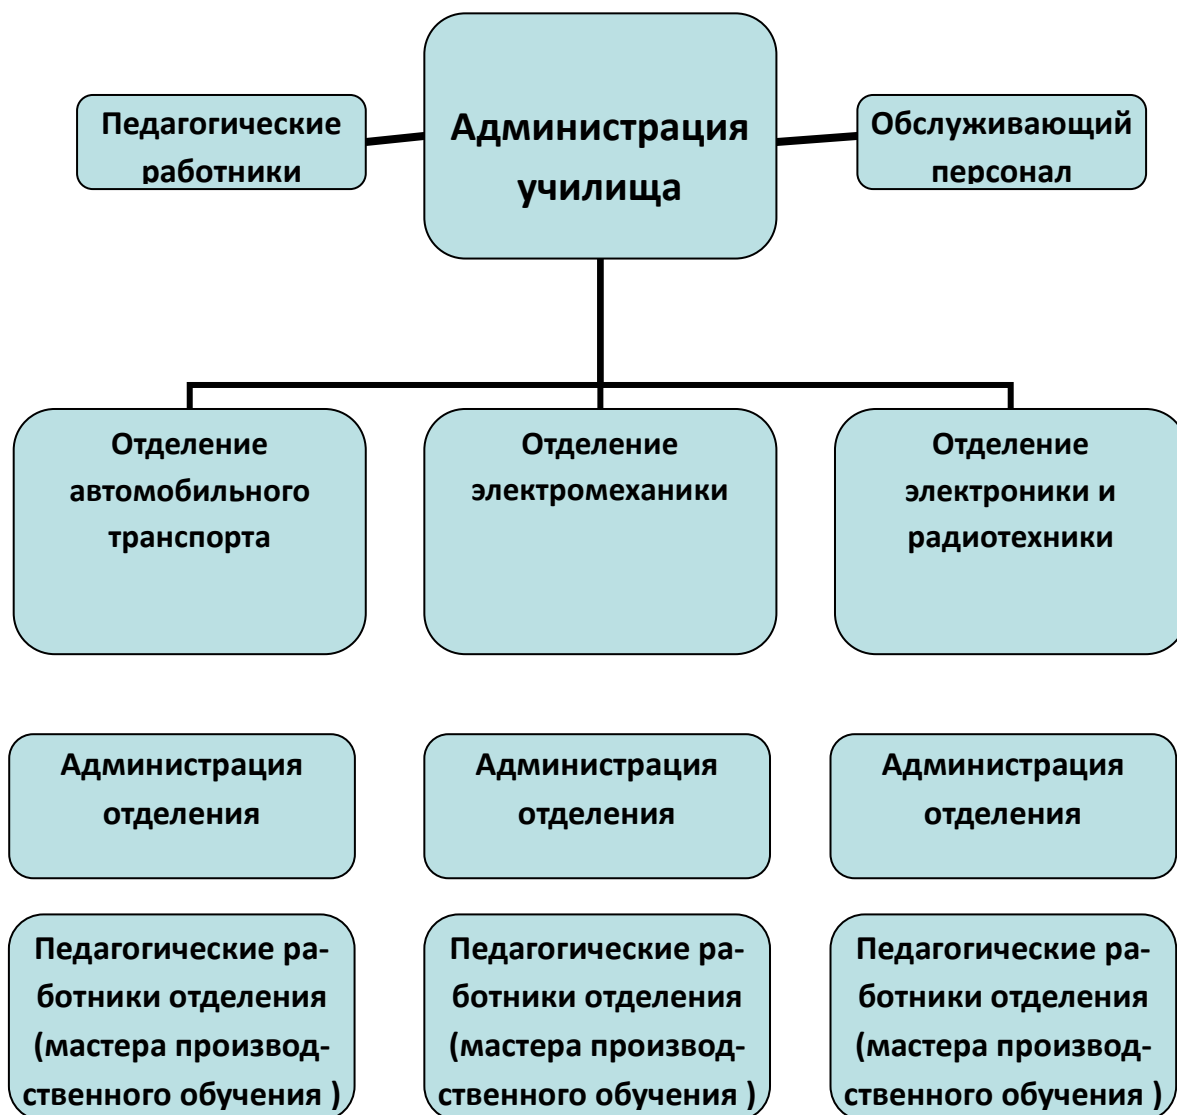 Педагогические
работники
Администрация
училища
Обслуживающий
персонал
Отделение
автомобильного
транспорта
Отделение
электромеханики
Отделение
электроники и
радиотехники
Администрация
отделения
Администрация
отделения
Администрация
отделения
Педагогические ра-
ботники отделения
(мастера производ-
ственного обучения )
Педагогические ра-
ботники отделения
(мастера производ-
ственного обучения )
Педагогические ра-
ботники отделения
(мастера производ-
ственного обучения )